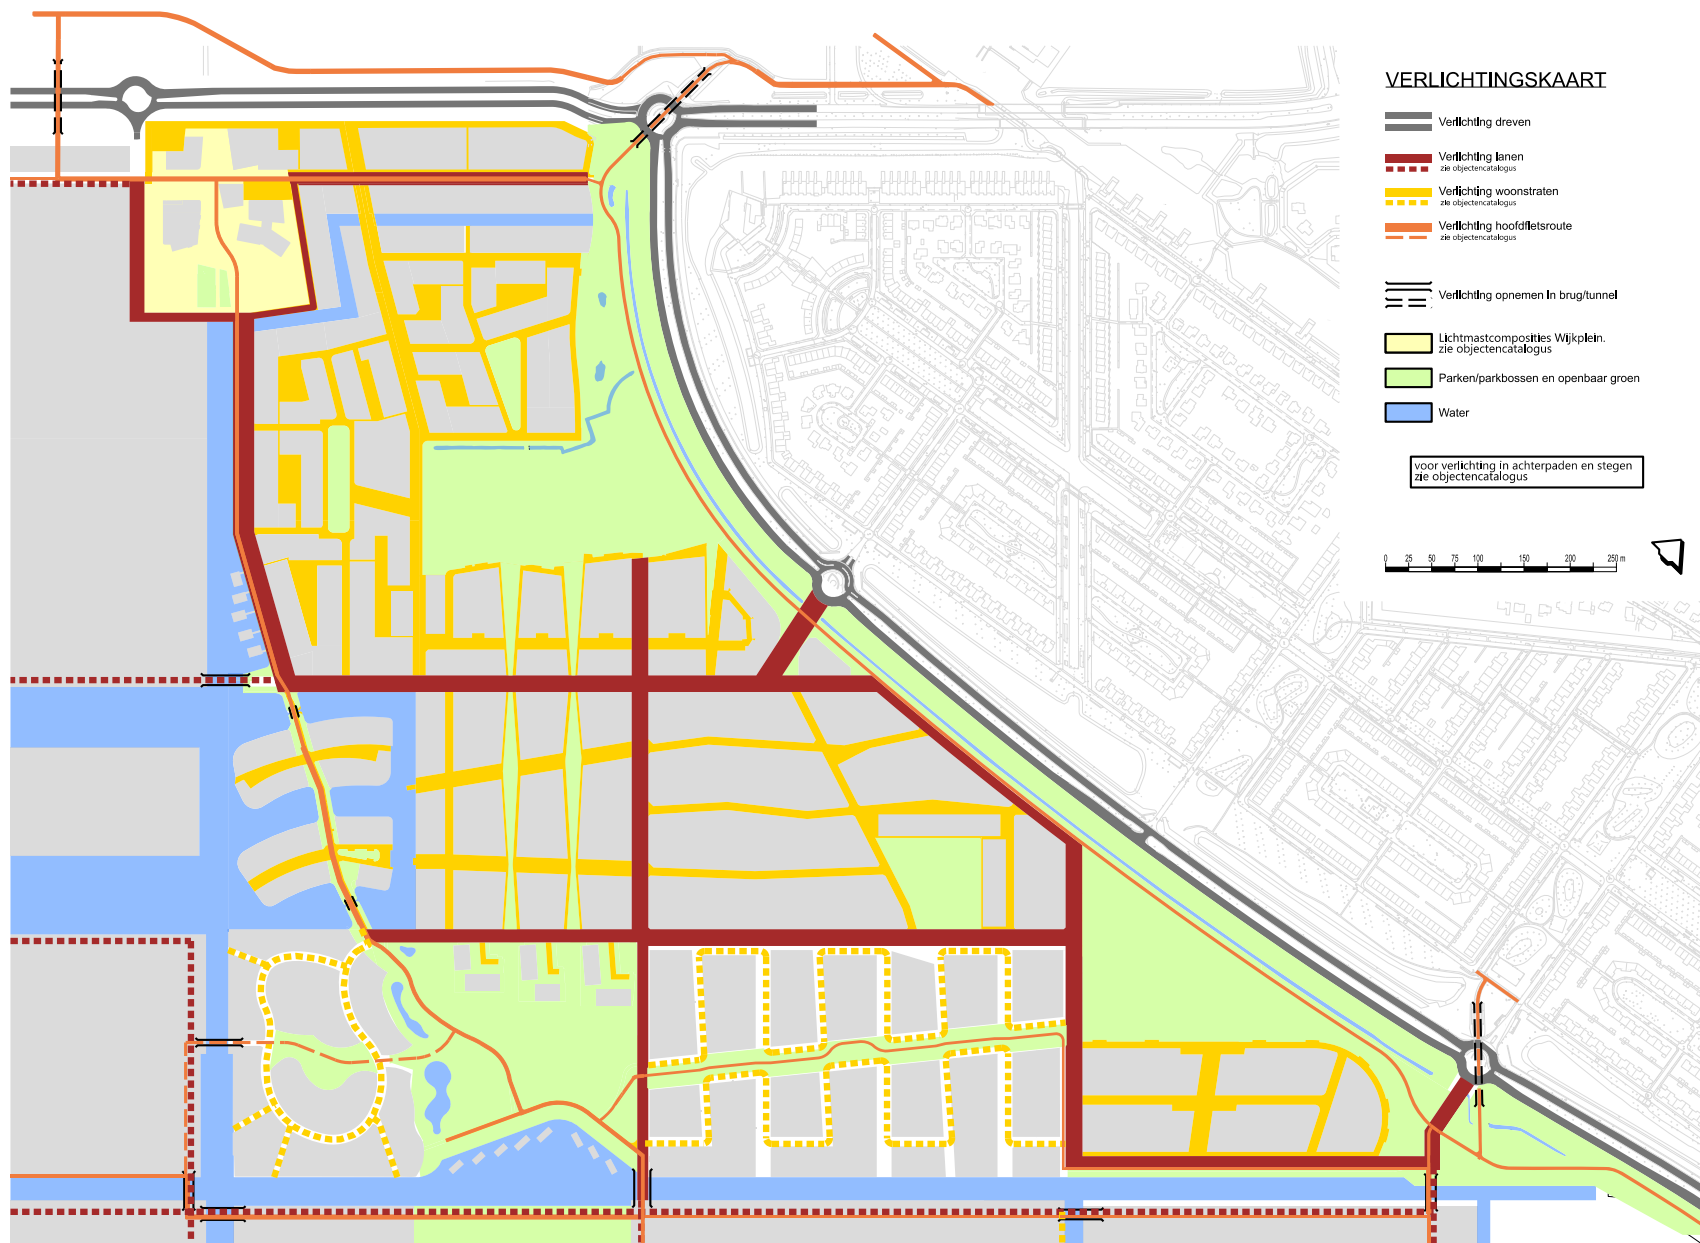 VERLICHTINGSKAART
Verlichting dreven
Verlichting lanen
zie objectencatalogus
Verlichting woonstraten
zie objectencatalogus
Verlichting hoofdfietsroute
zie objectencatalogus
Verlichting opnemen in brug/tunnel
Lichtmastcomposities Wijkplein.
zie objectencatalogus
Parken/parkbossen en openbaar groen
Water
voor verlichting in achterpaden en stegen
zie objectencatalogus
0 25 50 75 100 150 200 250 m